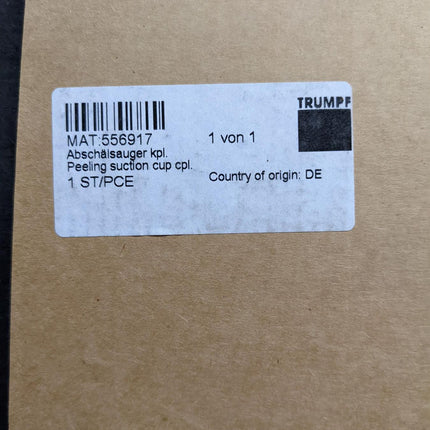 TRUMPF
MAT:556917
1 von 1
Abschälsauger kpl.
Peeling suction cup cpl.
1 ST/PCE
Country of origin: DE